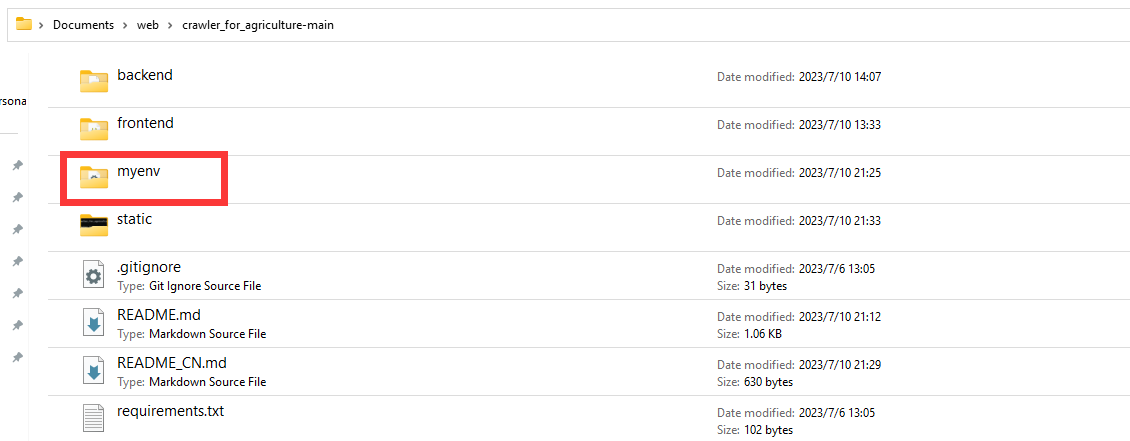 Documents > web > crawler_for_agriculture-main
backend Date modified: 2023/7/10 14:07
rsona
frontend Date modified: 2023/7/10 13:33
myenv Date modified: 2023/7/10 21:25
static Date modified: 2023/7/10 21:33
.gitignore Date modified: 2023/7/6 13:05
Type: Git Ignore Source File Size: 31 bytes
README.md Date modified: 2023/7/10 21:12
Type: Markdown Source File Size: 1.06 KB
README_CN.md Date modified: 2023/7/10 21:29
Type: Markdown Source File Size: 630 bytes
requirements.txt Date modified: 2023/7/6 13:05
Size: 102 bytes